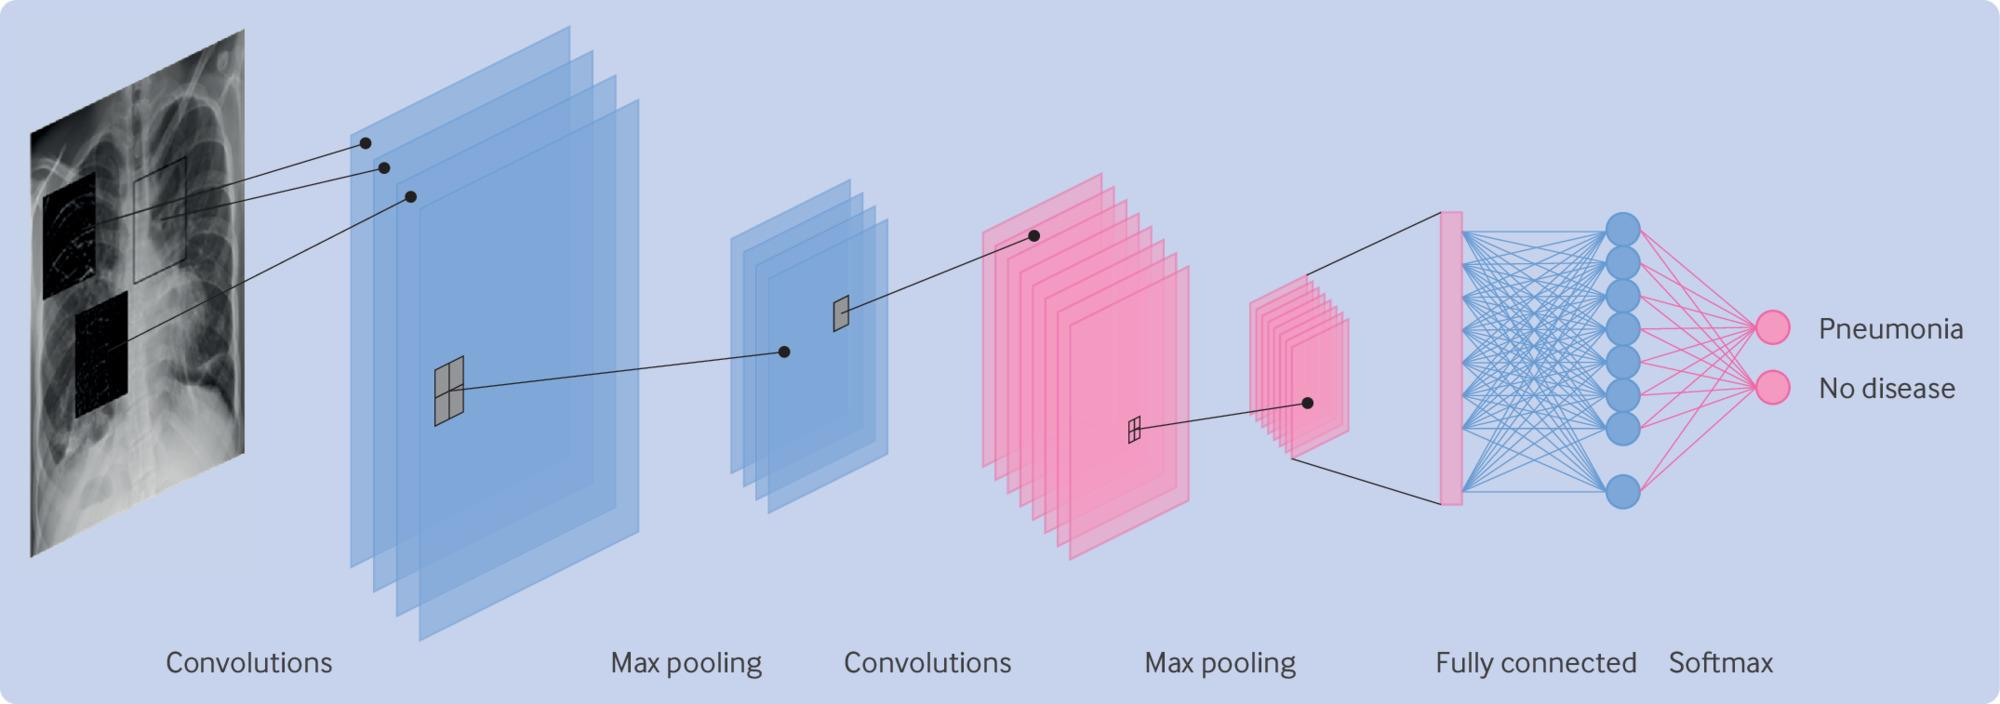 Pneumonia
No disease
Convolutions
Max pooling
Convolutions
Max pooling
Fully connected
Softmax